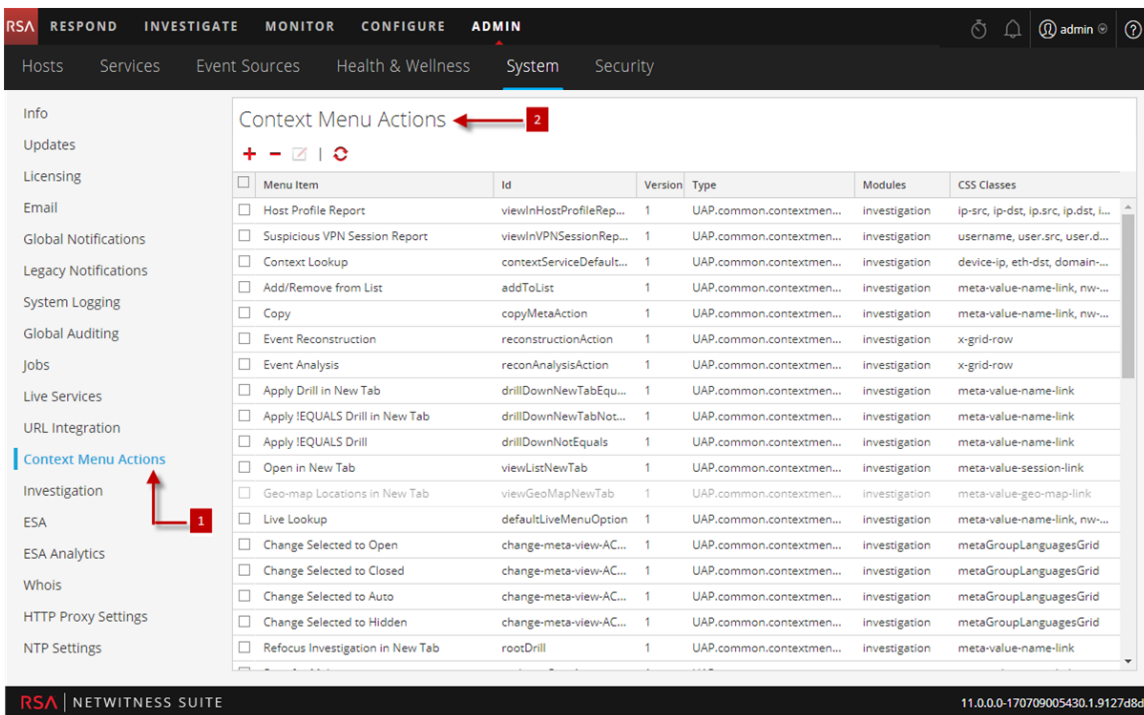 RSA RESPOND INVESTIGATE MONITOR CONFIGURE ADMIN admin ?
Hosts Services Event Sources Health & Wellness System Security
Info
Updates
Licensing
Email
Global Notifications
Legacy Notifications
System Logging
Global Auditing
Jobs
Live Services
URL Integration
Context Menu Actions
Investigation
ESA
ESA Analytics
Whois
HTTP Proxy Settings
NTP Settings
1
Context Menu Actions 2
Menu Item Id Version Type Modules CSS Classes
Host Profile Report viewInHostProfileRep... 1 UAP.common.contextmen... investigation ip-src, ip-dst, ip.src, ip.dst, i...
Suspicious VPN Session Report viewInVPNSessionRep... 1 UAP.common.contextmen... investigation username, user.src, user.d...
Context Lookup contextServiceDefault... 1 UAP.common.contextmen... investigation device-ip, eth-dst, domain-...
Add/Remove from List addToList 1 UAP.common.contextmen... investigation meta-value-name-link, nw-...
Copy copyMetaAction 1 UAP.common.contextmen... investigation meta-value-name-link, nw-...
Event Reconstruction reconstructionAction 1 UAP.common.contextmen... investigation x-grid-row
Event Analysis reconAnalysisAction 1 UAP.common.contextmen... investigation x-grid-row
Apply Drill in New Tab drillDownNewTabEqu... 1 UAP.common.contextmen... investigation meta-value-name-link
Apply !EQUALS Drill in New Tab drillDownNewTabNot... 1 UAP.common.contextmen... investigation meta-value-name-link
Apply !EQUALS Drill drillDownNotEquals 1 UAP.common.contextmen... investigation meta-value-name-link
Open in New Tab viewListNewTab 1 UAP.common.contextmen... investigation meta-value-session-link
Geo-map Locations in New Tab viewGeoMapNewTab 1 UAP.common.contextmen... investigation meta-value-geo-map-link
Live Lookup defaultLiveMenuOption 1 UAP.common.contextmen... investigation meta-value-name-link, nw-...
Change Selected to Open change-meta-view-AC... 1 UAP.common.contextmen... investigation metaGroupLanguagesGrid
Change Selected to Closed change-meta-view-AC... 1 UAP.common.contextmen... investigation metaGroupLanguagesGrid
Change Selected to Auto change-meta-view-AC... 1 UAP.common.contextmen... investigation metaGroupLanguagesGrid
Change Selected to Hidden change-meta-view-AC... 1 UAP.common.contextmen... investigation metaGroupLanguagesGrid
Refocus Investigation in New Tab rootDrill 1 UAP.common.contextmen... investigation meta-value-name-link
RSA NETWITNESS SUITE 11.0.0.0-170709005430.1.9127d8d